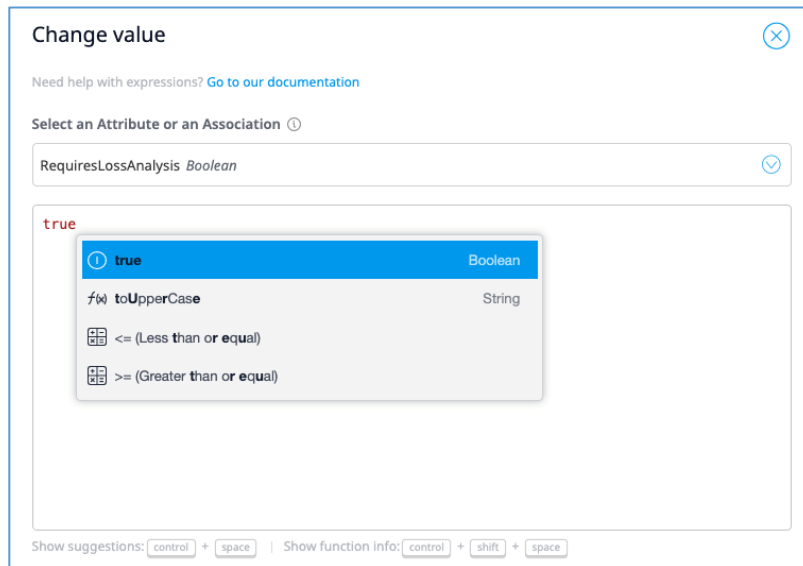 Change value
Need help with expressions? Go to our documentation
Select an Attribute or an Association
RequiresLossAnalysis Boolean
true
true Boolean
f(x) toUpperCase String
<= (Less than or equal)
>= (Greater than or equal)
Show suggestions: control + space | Show function info: control + shift + space